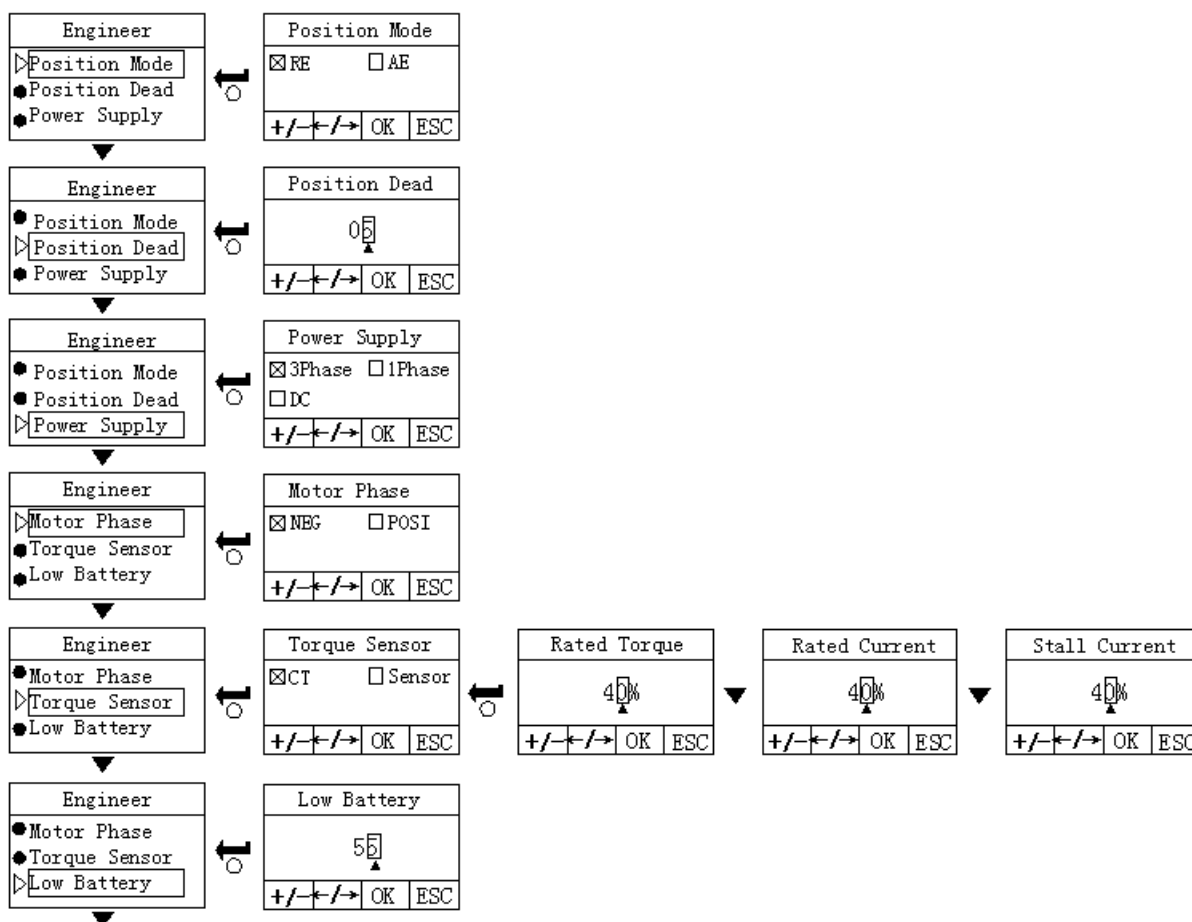 Engineer
Position Mode
Position Dead
Power Supply
Position Mode
☒RE ☐AE
+/- ←/→ OK ESC
Engineer
Position Mode
Position Dead
Power Supply
Position Dead
05
+/- ←/→ OK ESC
Engineer
Position Mode
Position Dead
Power Supply
Power Supply
☒3Phase ☐1Phase
☐DC
+/- ←/→ OK ESC
Engineer
Motor Phase
Torque Sensor
Low Battery
Motor Phase
☒NEG ☐POSI
+/- ←/→ OK ESC
Engineer
Motor Phase
Torque Sensor
Low Battery
Torque Sensor
☒CT ☐Sensor
+/- ←/→ OK ESC
Rated Torque
40%
+/- ←/→ OK ESC
Rated Current
40%
+/- ←/→ OK ESC
Stall Current
40%
+/- ←/→ OK ESC
Engineer
Motor Phase
Torque Sensor
Low Battery
Low Battery
55
+/- ←/→ OK ESC